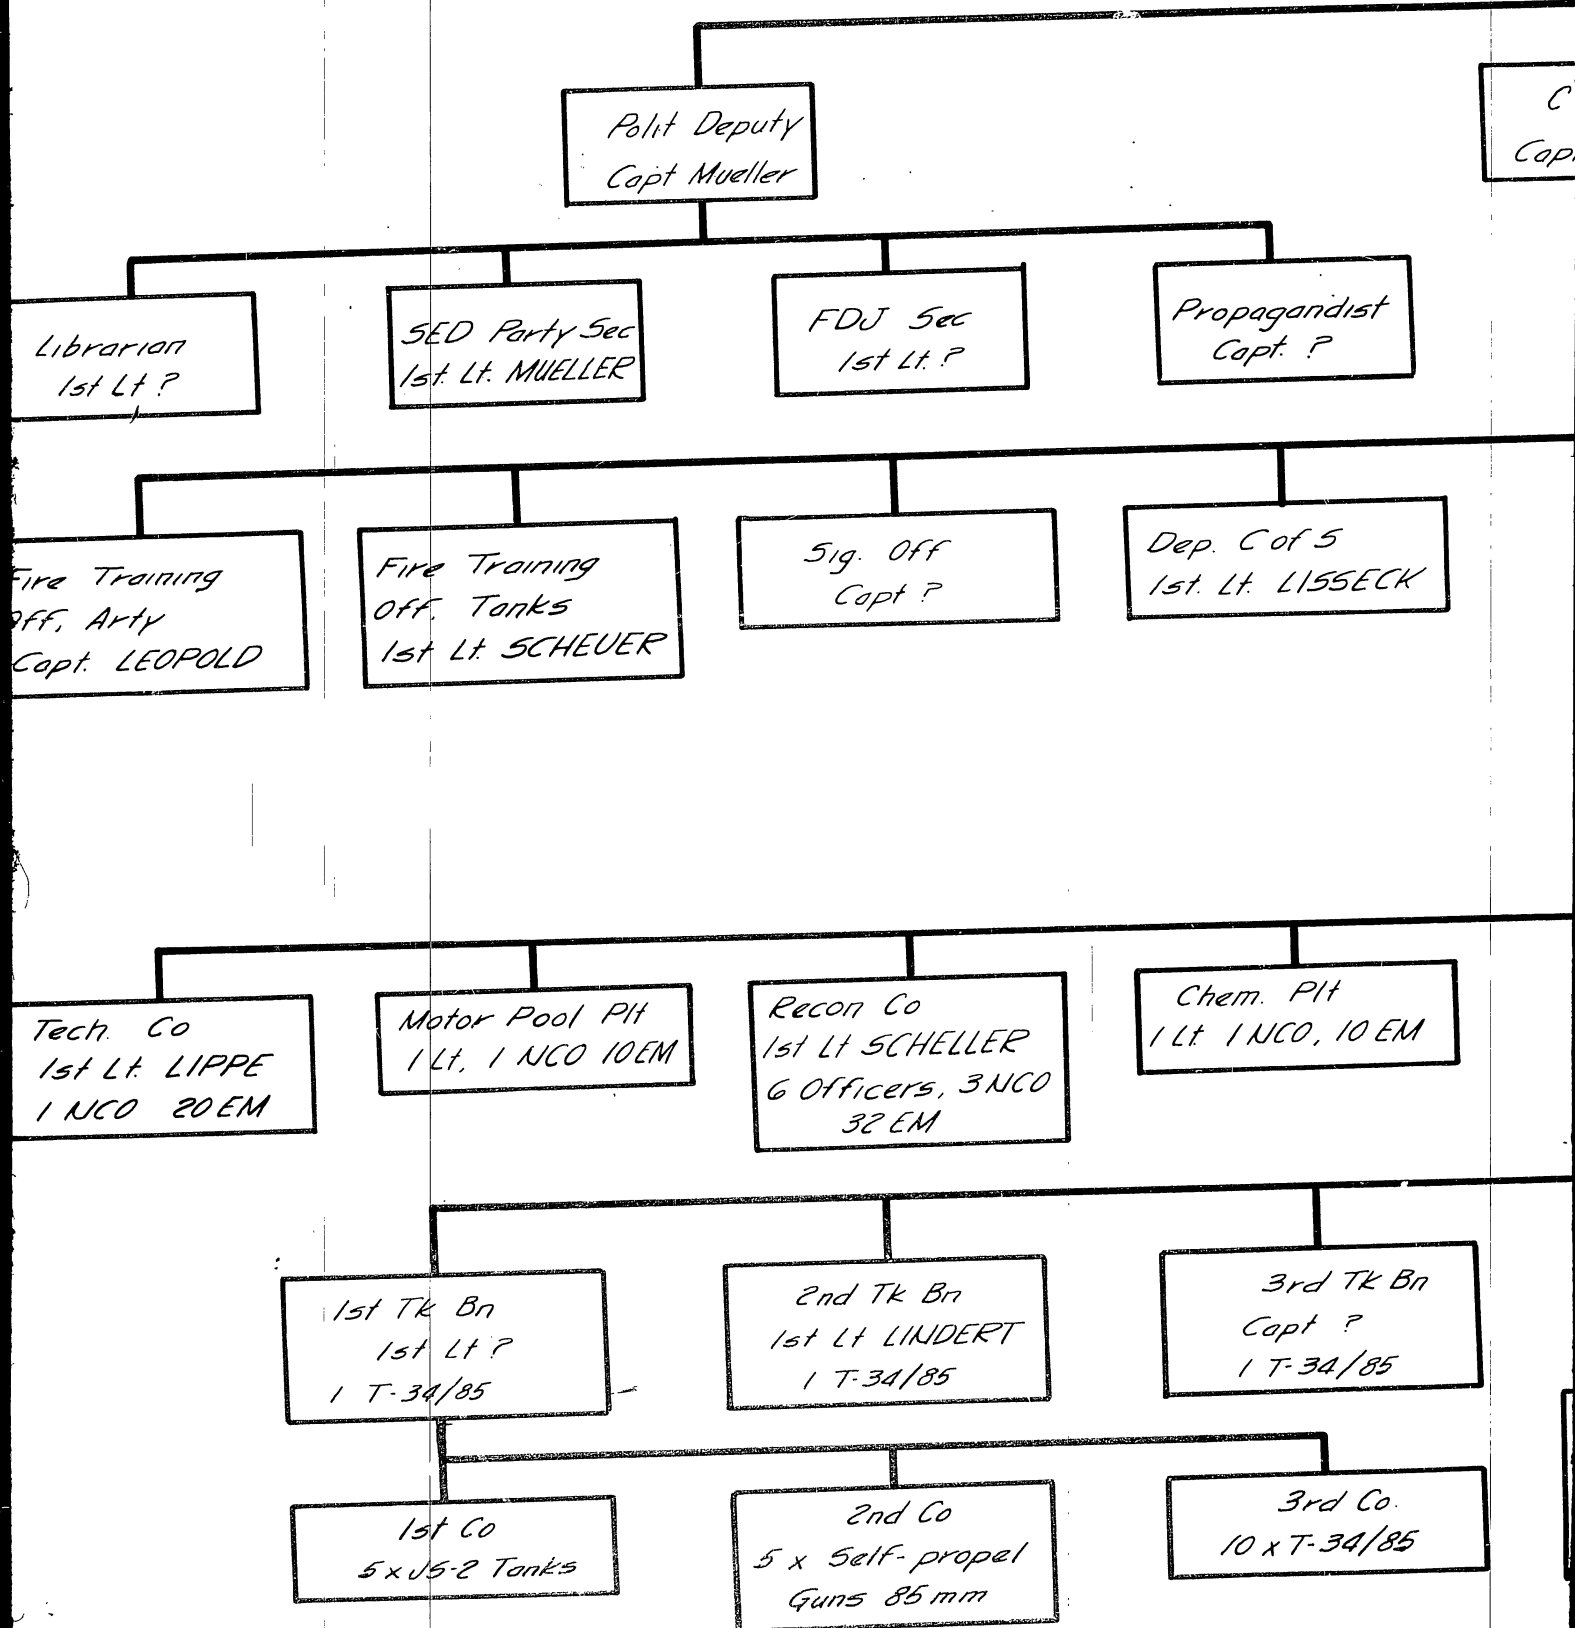 Polit Deputy
Capt Mueller
C
Librarian
1st Lt ?
SED Party Sec
1st. Lt. MUELLER
FDJ Sec
1st Lt. ?
Propagandist
Capt. ?
Fire Training
Off, Arty
Capt. LEOPOLD
Fire Training
Off, Tanks
1st Lt. SCHEUER
Sig. Off
Capt ?
Dep. C of S
1st. Lt. LISSECK
Tech. Co
1st Lt. LIPPE
1 NCO 20 EM
Motor Pool Plt
1 Lt, 1 NCO 10 EM
Recon Co
1st Lt SCHELLER
6 Officers, 3 NCO
32 EM
Chem. Plt
1 Lt 1 NCO, 10 EM
1st Tk Bn
1st Lt ?
1 T-34/85
2nd Tk Bn
1st Lt LINDERT
1 T-34/85
3rd Tk Bn
Capt ?
1 T-34/85
1st Co
5 x JS-2 Tanks
2nd Co
5 x Self-propel
Guns 85 mm
3rd Co.
10 x T-34/85